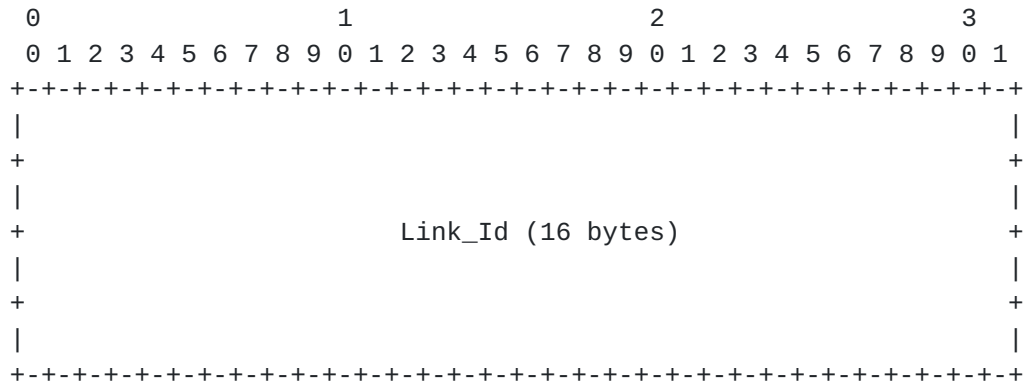 0                   1                   2                   3
 0 1 2 3 4 5 6 7 8 9 0 1 2 3 4 5 6 7 8 9 0 1 2 3 4 5 6 7 8 9 0 1
+-+-+-+-+-+-+-+-+-+-+-+-+-+-+-+-+-+-+-+-+-+-+-+-+-+-+-+-+-+-+-+-+
|                                                               |
+                                                               +
|                                                               |
+                        Link_Id (16 bytes)                     +
|                                                               |
+                                                               +
|                                                               |
+-+-+-+-+-+-+-+-+-+-+-+-+-+-+-+-+-+-+-+-+-+-+-+-+-+-+-+-+-+-+-+-+